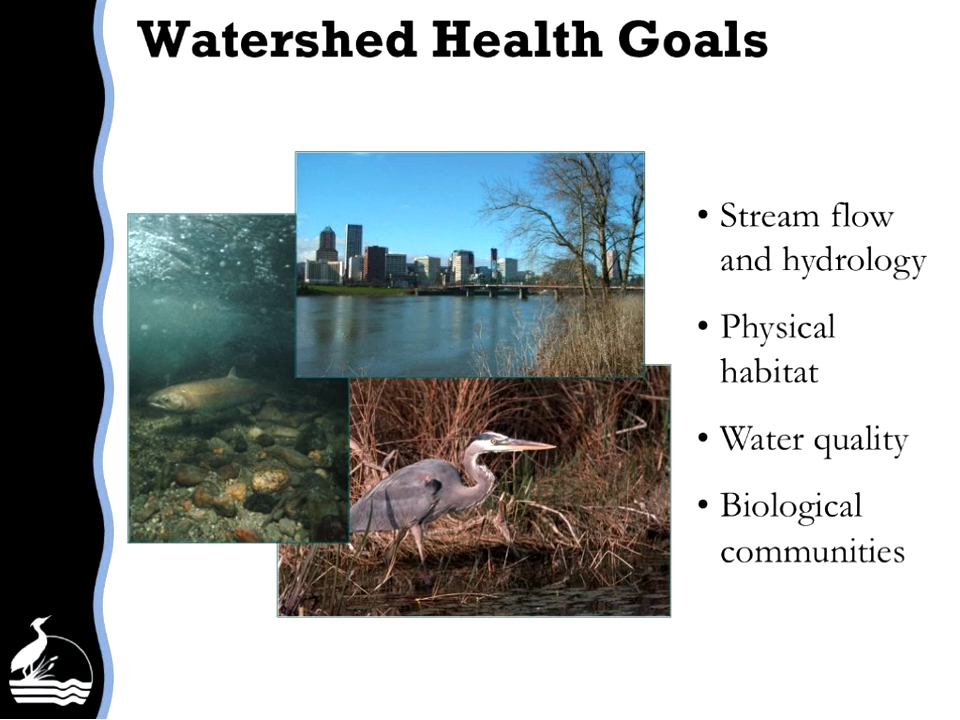 Watershed Health Goals
• Stream flow
and hydrology
• Physical
habitat
• Water quality
• Biological
communities